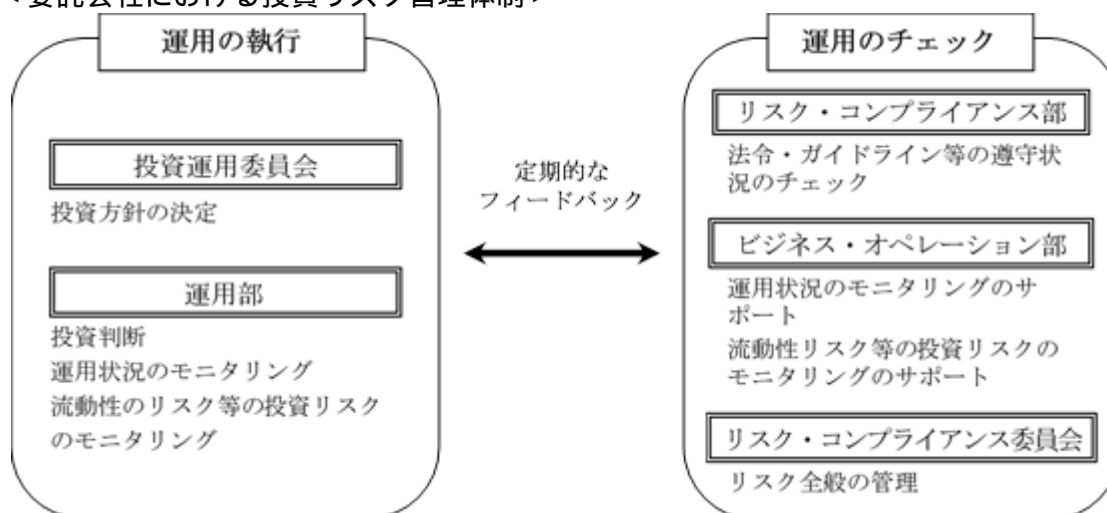 <委託会社における投資リスク管理体制>
運用の執行
投資運用委員会
投資方針の決定
運用部
投資判断
運用状況のモニタリング
流動性のリスク等の投資リスク
のモニタリング
定期的な
フィードバック
運用のチェック
リスク・コンプライアンス部
法令・ガイドライン等の遵守状
況のチェック
ビジネス・オペレーション部
運用状況のモニタリングのサ
ポート
流動性リスク等の投資リスクの
モニタリングのサポート
リスク・コンプライアンス委員会
リスク全般の管理